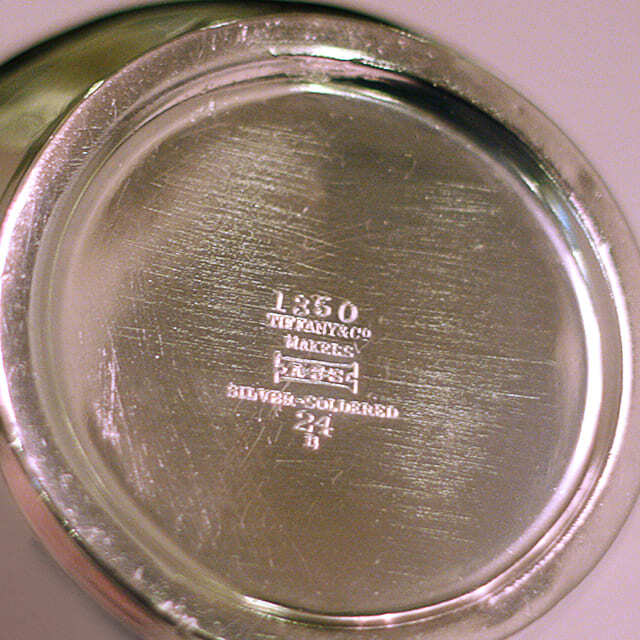 1350
TIFFANY & CO
MAKERS
SILVER-SOLDERED
24